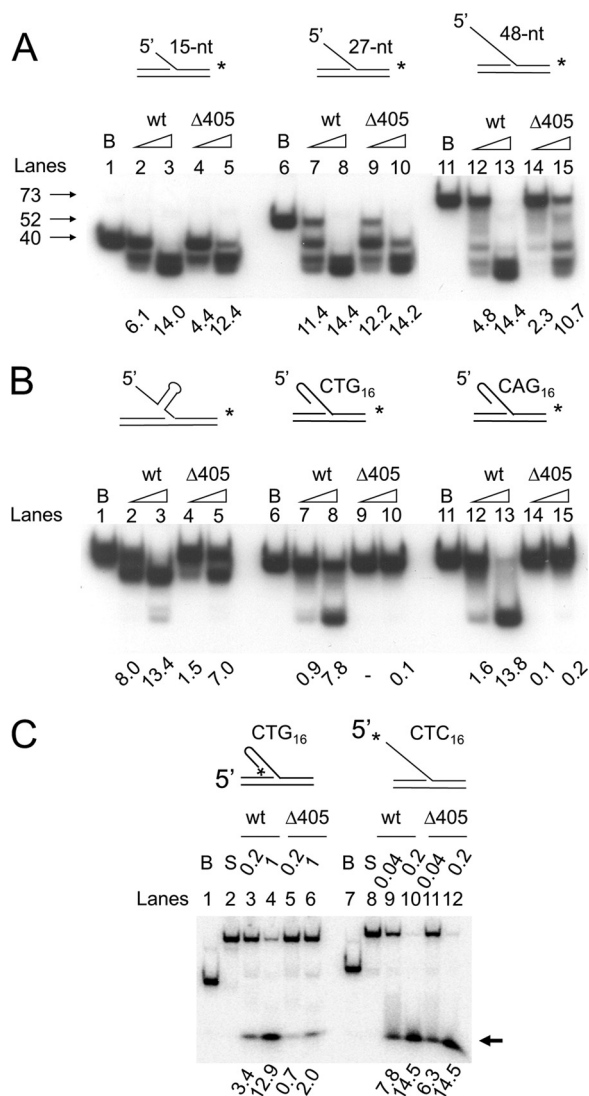 A
5’ 15-nt * 5’ 27-nt * 5’ 48-nt *
wt Δ405 wt Δ405 wt Δ405
B B B
Lanes 1 2 3 4 5 6 7 8 9 10 11 12 13 14 15
73
52
40
6.1 14.0 4.4 12.4 11.4 14.4 12.2 14.2 4.8 14.4 2.3 10.7
B
5’ * 5’ CTG16 * 5’ CAG16 *
wt Δ405 wt Δ405 wt Δ405
B B B
Lanes 1 2 3 4 5 6 7 8 9 10 11 12 13 14 15
8.0 13.4 1.5 7.0 0.9 7.8 - 0.1 1.6 13.8 0.1 0.2
C
CTG16 5’ * 5’* CTC16
wt Δ405 wt Δ405
B S 0.2 1 0.2 1 B S 0.04 0.2 0.04 0.2
Lanes 1 2 3 4 5 6 7 8 9 10 11 12
3.4 12.9 0.7 2.0 7.8 14.5 6.3 14.5